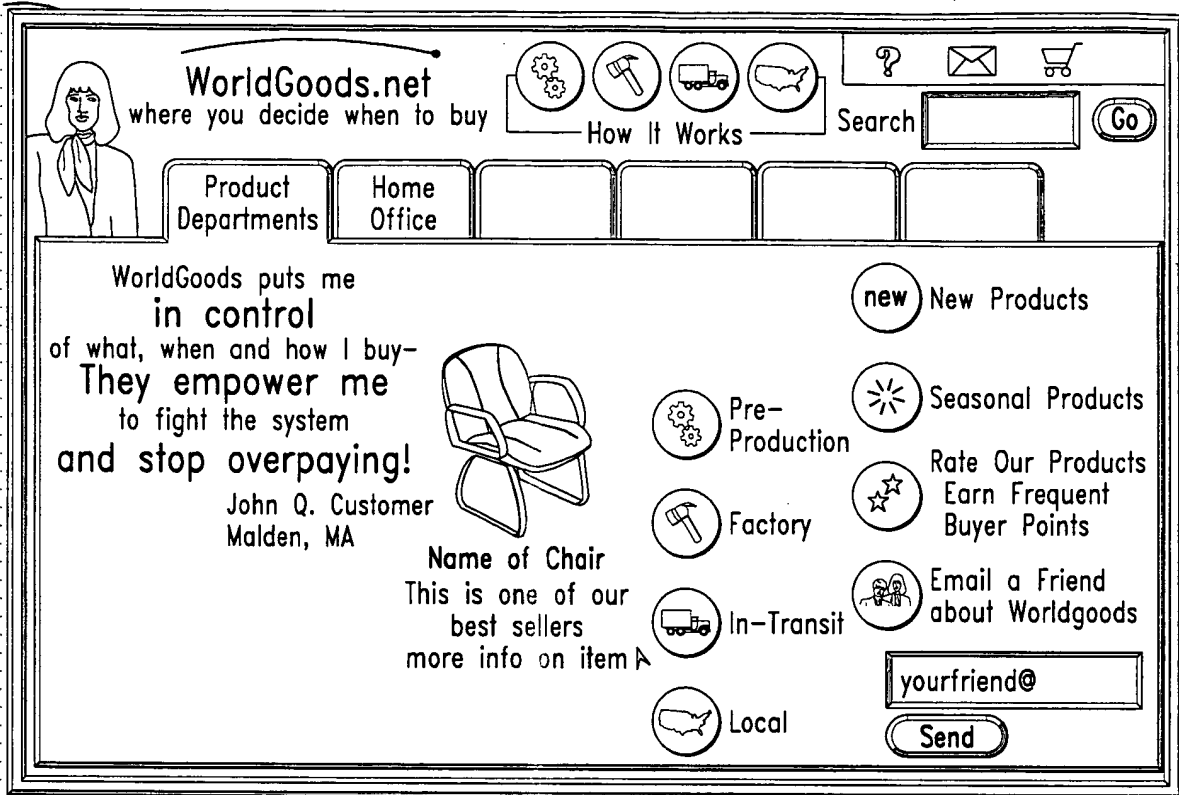 WorldGoods.net
where you decide when to buy
How It Works
?
Search
Go
Product
Departments
Home
Office
WorldGoods puts me
in control
of what, when and how I buy-
They empower me
to fight the system
and stop overpaying!
John Q. Customer
Malden, MA
Name of Chair
This is one of our
best sellers
more info on item
Pre-
Production
Factory
In-Transit
Local
new New Products
Seasonal Products
Rate Our Products
Earn Frequent
Buyer Points
Email a Friend
about Worldgoods
yourfriend@
Send